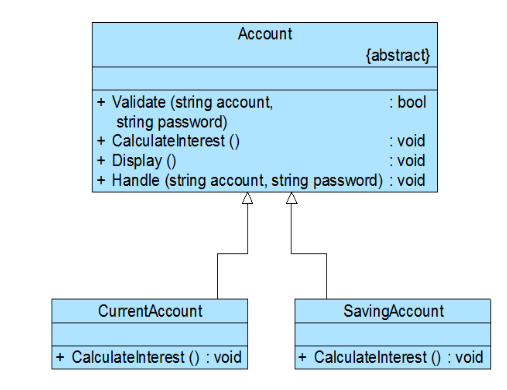 Account
{abstract}
+ Validate (string account, : bool
string password)
+ CalculateInterest () : void
+ Display () : void
+ Handle (string account, string password) : void
CurrentAccount
+ CalculateInterest () : void
SavingAccount
+ CalculateInterest () : void